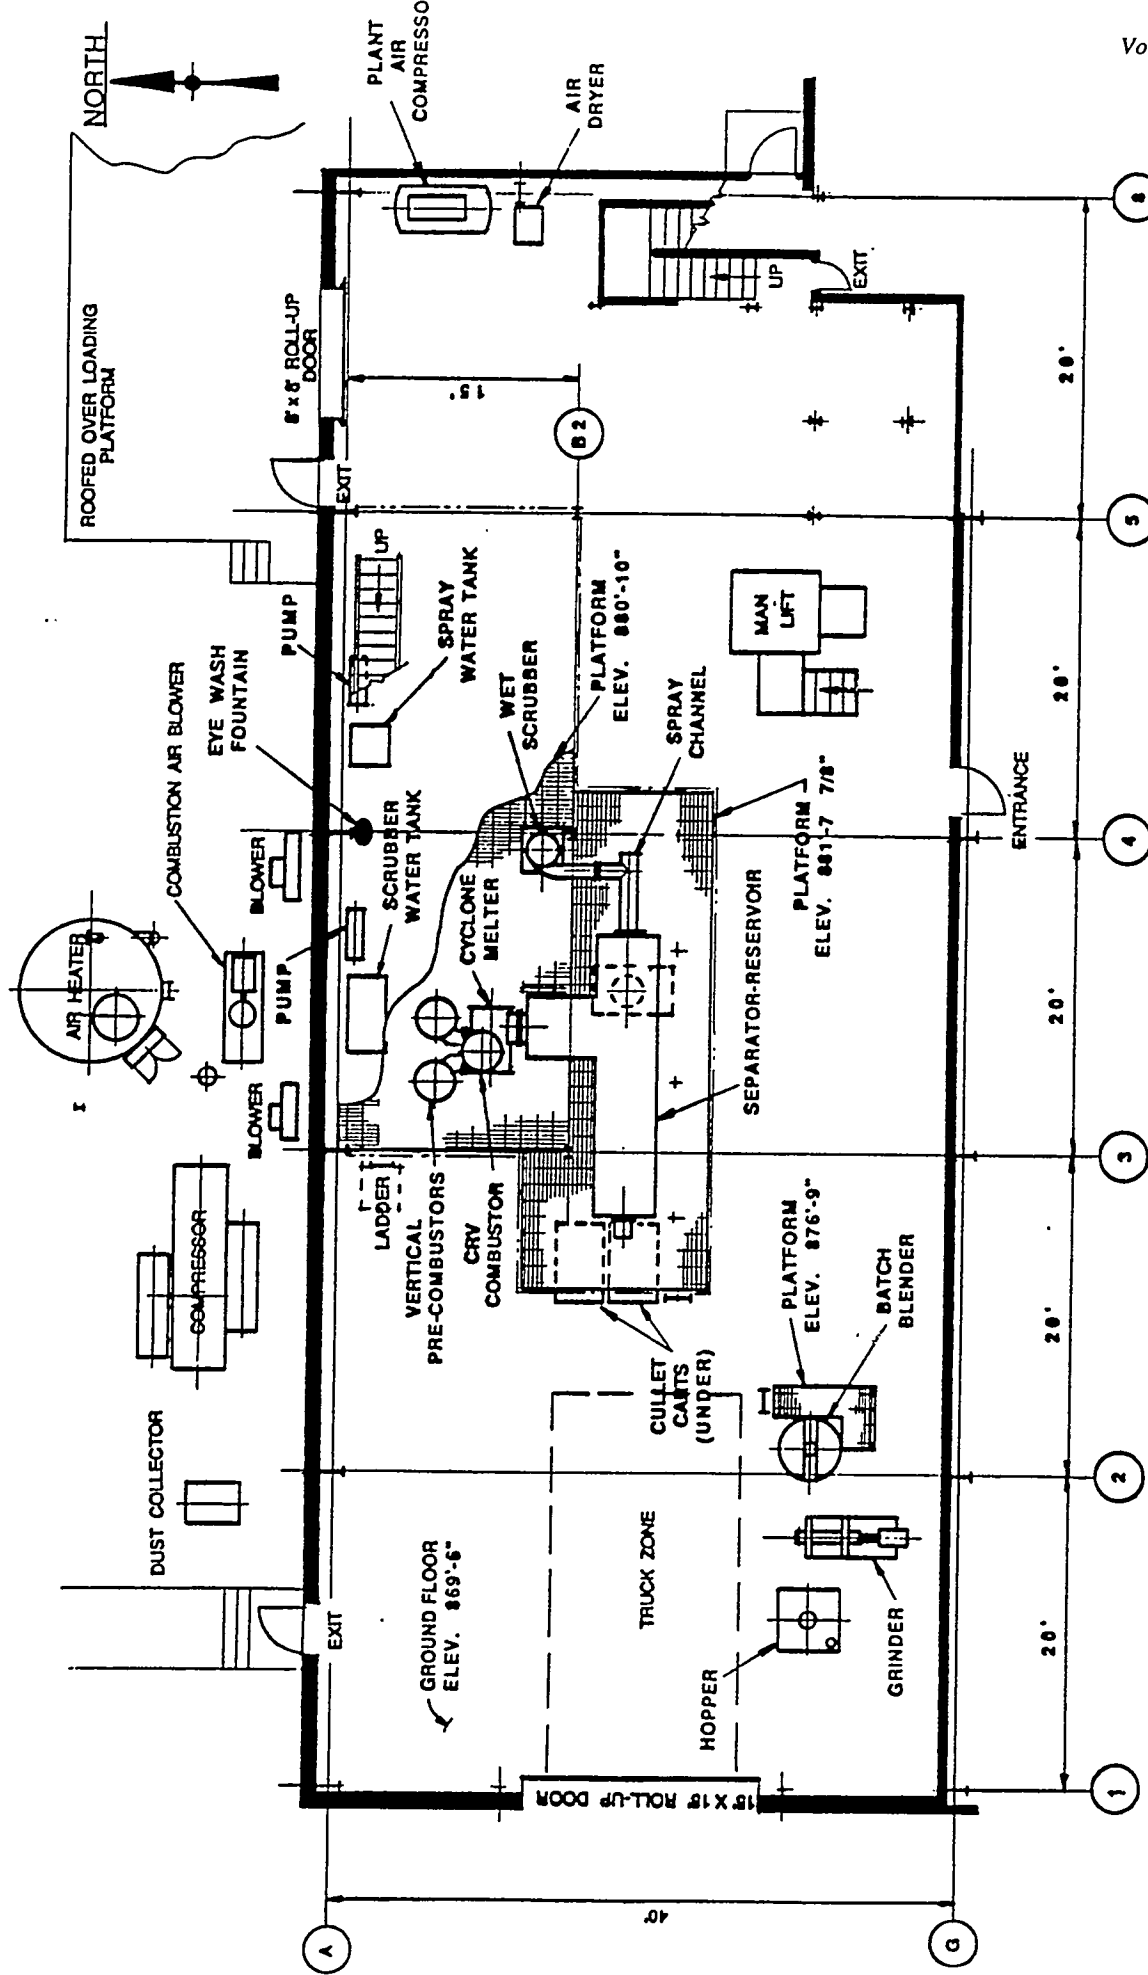 Vo
NORTH
ROOFED OVER LOADING
PLATFORM
PLANT
AIR
COMPRESSO
AIR
DRYER
8' x 8' ROLL-UP
DOOR
EXIT
15'
B2
UP
EXIT
COMBUSTION AIR BLOWER
EYE WASH
FOUNTAIN
PUMP
UP
SPRAY
WATER TANK
WET
SCRUBBER
PLATFORM
ELEV. 880'-10"
SPRAY
CHANNEL
MAN
LIFT
AIR HEATER
BLOWER
PUMP
SCRUBBER
WATER TANK
CYCLONE
MELTER
PLATFORM
ELEV. 881'-7 7/8"
SEPARATOR-RESERVOIR
ENTRANCE
I
BLOWER
COMPRESSOR
LADDER
VERTICAL
PRE-COMBUSTORS
CRV
COMBUSTOR
CULLET
CARTS
(UNDER)
PLATFORM
ELEV. 876'-9"
BATCH
BLENDER
DUST COLLECTOR
EXIT
GROUND FLOOR
ELEV. 869'-6"
TRUCK ZONE
HOPPER
GRINDER
15' X 15' ROLL-UP DOOR
40'
A
G
20'
20'
20'
20'
20'
1
2
3
4
5